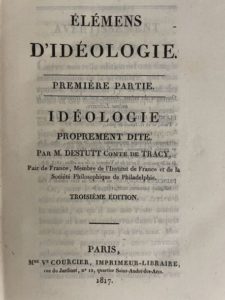 ÉLÉMENS
D'IDÉOLOGIE.
PREMIÈRE PARTIE.
IDÉOLOGIE
PROPREMENT DITE.
Par M. DESTUTT Comte de TRACY,
Pair de France, Membre de l'Institut de France et de la
Société Philosophique de Philadelphie.
TROISIÈME ÉDITION.
PARIS,
Mme Ve COURCIER, IMPRIMEUR-LIBRAIRE,
rue du Jardinet, n° 12, quartier Saint-André-des-Arcs.
1817.